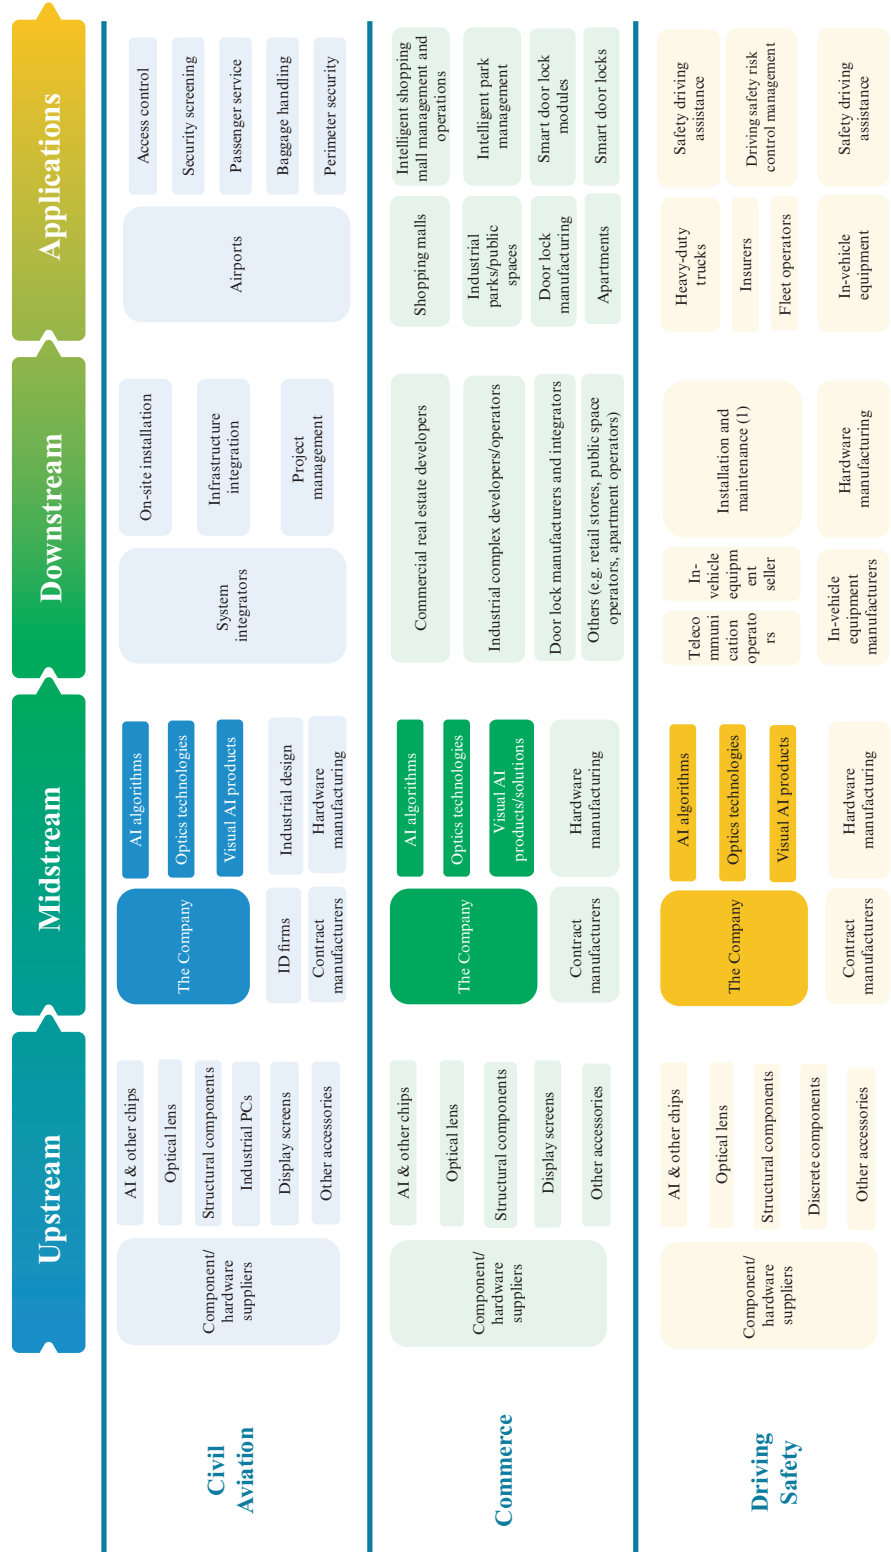 Upstream
Midstream
Downstream
Applications
Civil
Aviation
Component/
hardware
suppliers
AI & other chips
Optical lens
Structural components
Industrial PCs
Display screens
Other accessories
The Company
AI algorithms
Optics technologies
Visual AI products
ID firms
Industrial design
Contract
manufacturers
Hardware
manufacturing
System
integrators
On-site installation
Infrastructure
integration
Project
management
Airports
Access control
Security screening
Passenger service
Baggage handling
Perimeter security
Commerce
Component/
hardware
suppliers
AI & other chips
Optical lens
Structural components
Display screens
Other accessories
The Company
AI algorithms
Optics technologies
Visual AI
products/solutions
Contract
manufacturers
Hardware
manufacturing
Commercial real estate developers
Industrial complex developers/operators
Door lock manufacturers and integrators
Others (e.g. retail stores, public space
operators, apartment operators)
Shopping malls
Intelligent shopping
mall management and
operations
Industrial
parks/public
spaces
Intelligent park
management
Door lock
manufacturing
Smart door lock
modules
Apartments
Smart door locks
Driving
Safety
Component/
hardware
suppliers
AI & other chips
Optical lens
Structural components
Discrete components
Other accessories
The Company
AI algorithms
Optics technologies
Visual AI products
Contract
manufacturers
Hardware
manufacturing
Teleco
mmuni
cation
operato
rs
In-
vehicle
equipm
ent
seller
Installation and
maintenance (1)
In-vehicle
equipment
manufacturers
Hardware
manufacturing
Heavy-duty
trucks
Safety driving
assistance
Insurers
Fleet operators
Driving safety risk
control management
In-vehicle
equipment
Safety driving
assistance